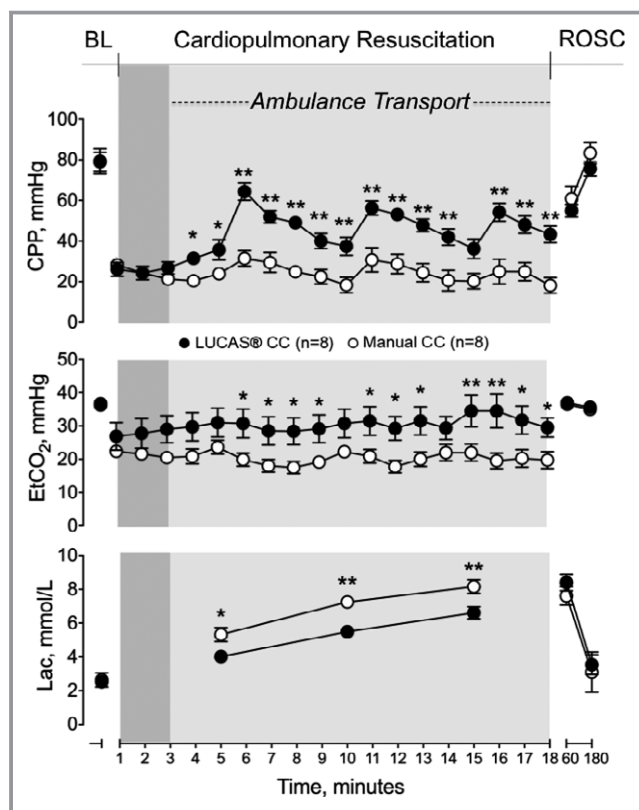 BL Cardiopulmonary Resuscitation ROSC
Ambulance Transport
CPP, mmHg
100
80
60
40
20
0
* * ** ** ** ** ** ** ** ** ** ** ** **
LUCAS® CC (n=8) Manual CC (n=8)
EtCO₂, mmHg
50
40
30
20
10
0
* * * * * * * ** ** * *
Lac, mmol/L
10
8
6
4
2
0
* ** **
1 2 3 4 5 6 7 8 9 10 11 12 13 14 15 16 17 18 60 180
Time, minutes